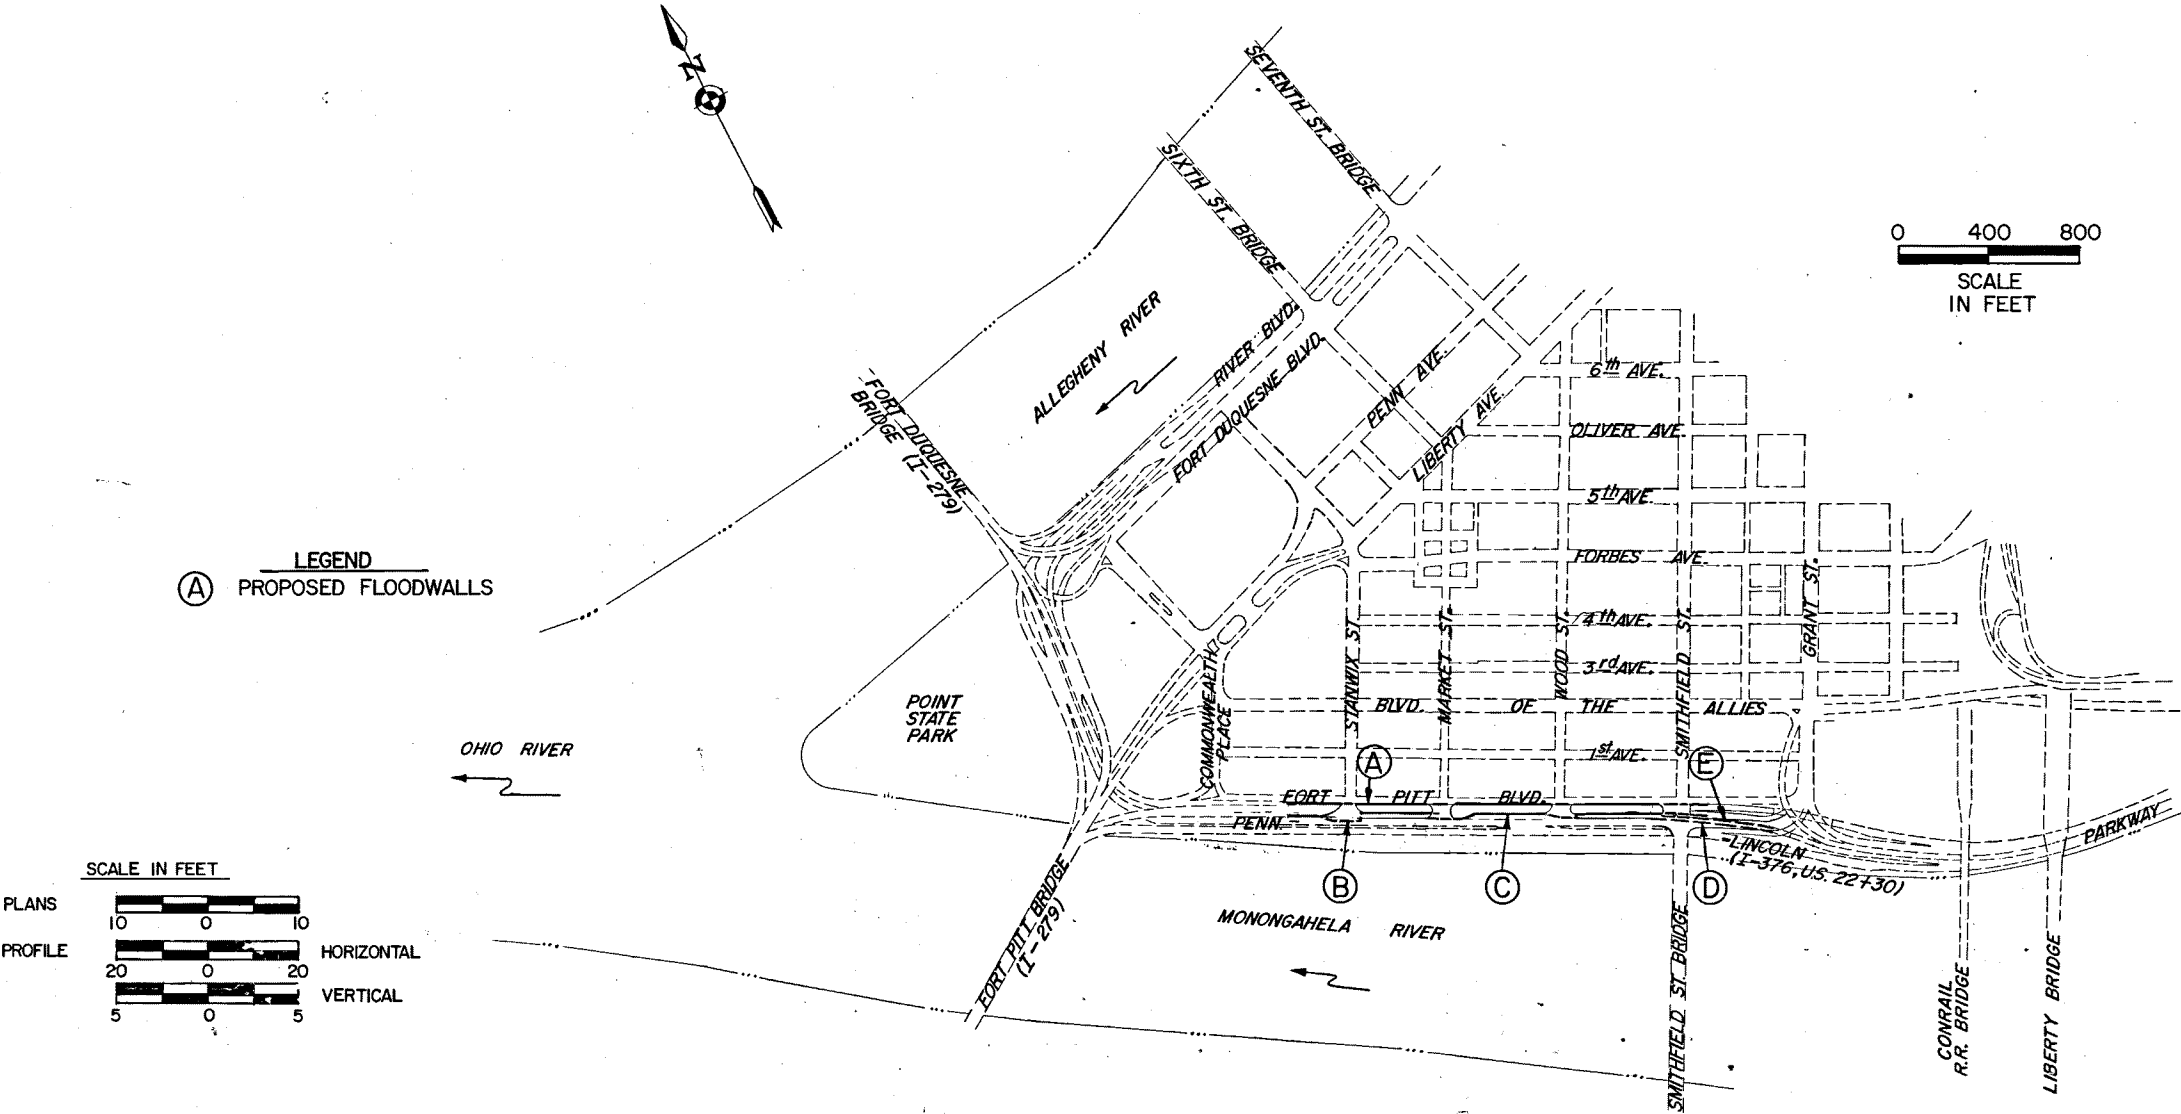 N
SEVENTH ST. BRIDGE
SIXTH ST. BRIDGE
0 400 800
SCALE
IN FEET
ALLEGHENY RIVER
RIVER BLVD.
FORT DUQUESNE BLVD.
PENN AVE.
LIBERTY AVE.
6th AVE.
OLIVER AVE.
5th AVE.
FORBES AVE.
4th AVE.
3rd AVE.
BLVD. OF THE ALLIES
1st AVE.
FORT DUQUESNE
BRIDGE (I-279)
LEGEND
A PROPOSED FLOODWALLS
POINT
STATE
PARK
OHIO RIVER
COMMONWEALTH
PLACE
STANWIX ST.
MARKET ST.
WOOD ST.
SMITHFIELD ST.
GRANT ST.
A
E
FORT PITT BLVD.
PENN.
LINCOLN
(I-376, U.S. 22+30)
PARKWAY
B
C
D
FORT PITT BRIDGE
(I-279)
MONONGAHELA RIVER
SMITHFIELD ST. BRIDGE
CONRAIL
R.R. BRIDGE
LIBERTY BRIDGE
SCALE IN FEET
PLANS
10 0 10
PROFILE
HORIZONTAL
20 0 20
VERTICAL
5 0 5